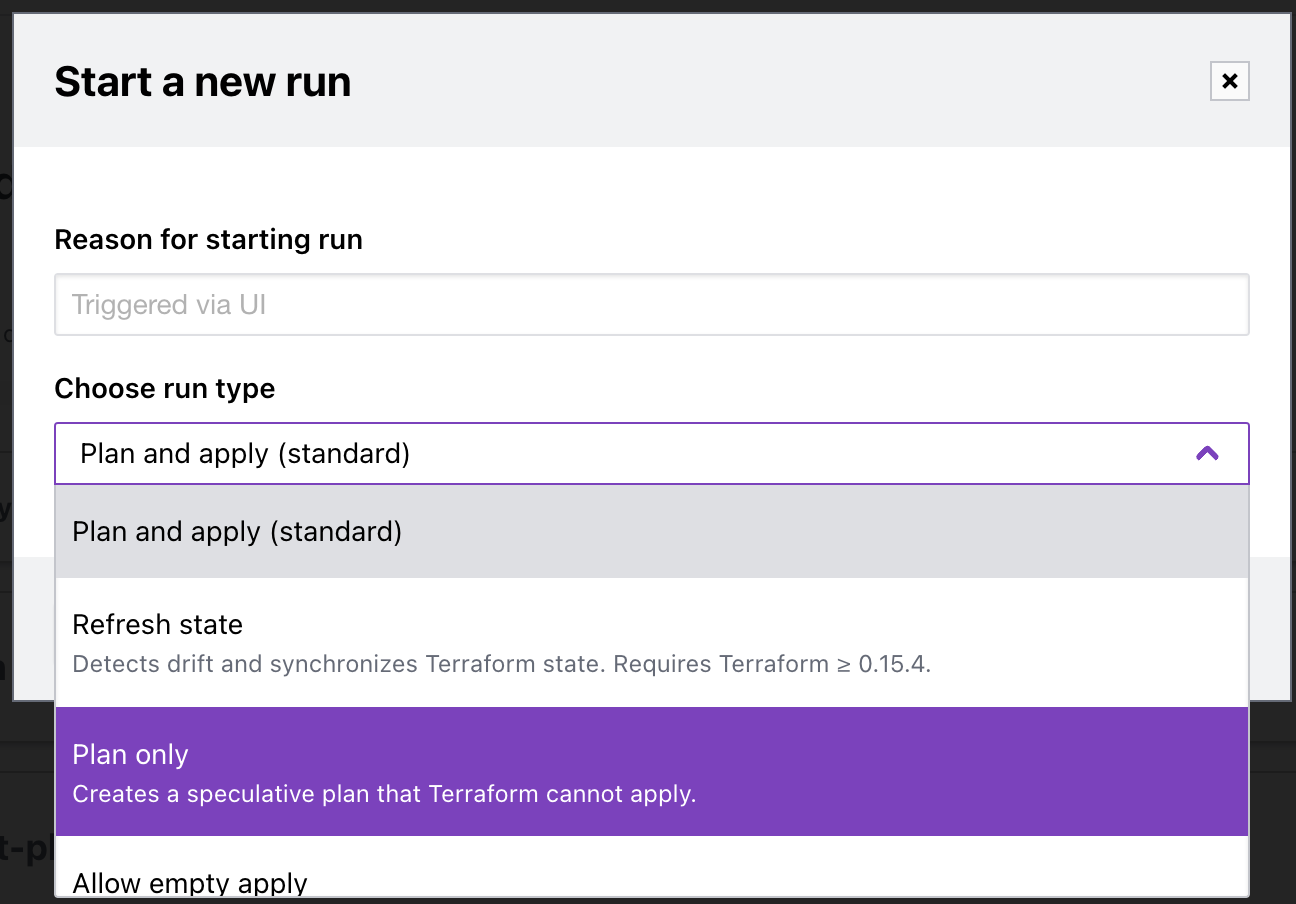 Start a new run
Reason for starting run
Triggered via UI
Choose run type
Plan and apply (standard)
Plan and apply (standard)
Refresh state
Detects drift and synchronizes Terraform state. Requires Terraform ≥ 0.15.4.
Plan only
Creates a speculative plan that Terraform cannot apply.
Allow empty apply